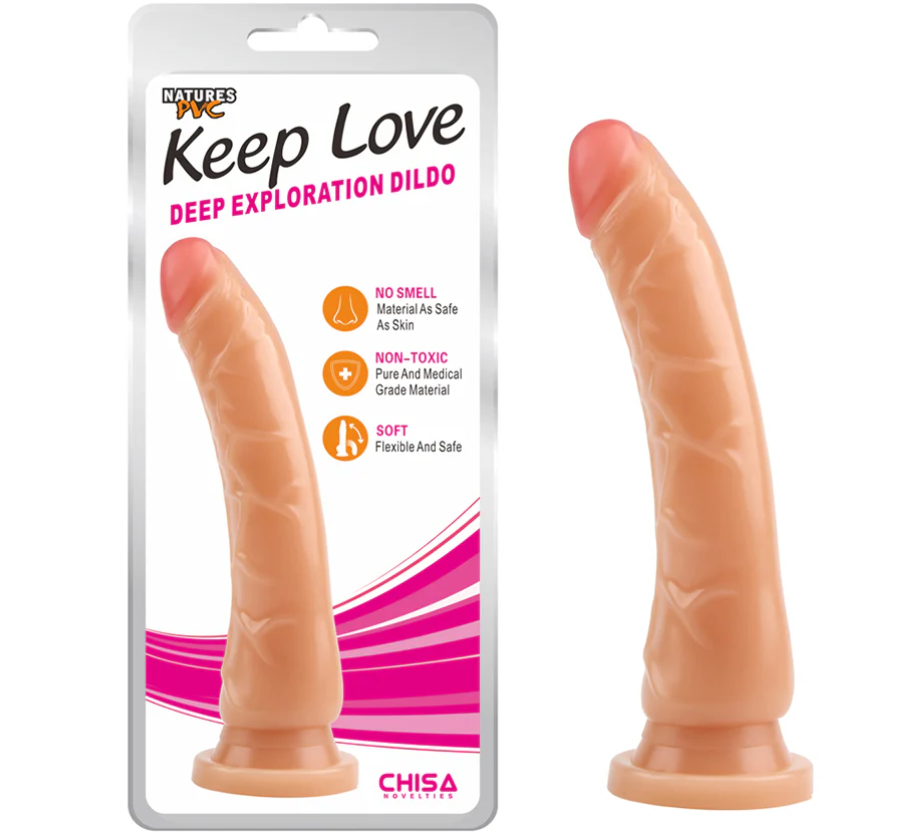 NATURES
PVC
Keep Love
DEEP EXPLORATION DILDO
NO SMELL
Material As Safe
As Skin
NON-TOXIC
Pure And Medical
Grade Material
SOFT
Flexible And Safe
CHISA
NOVELTIES